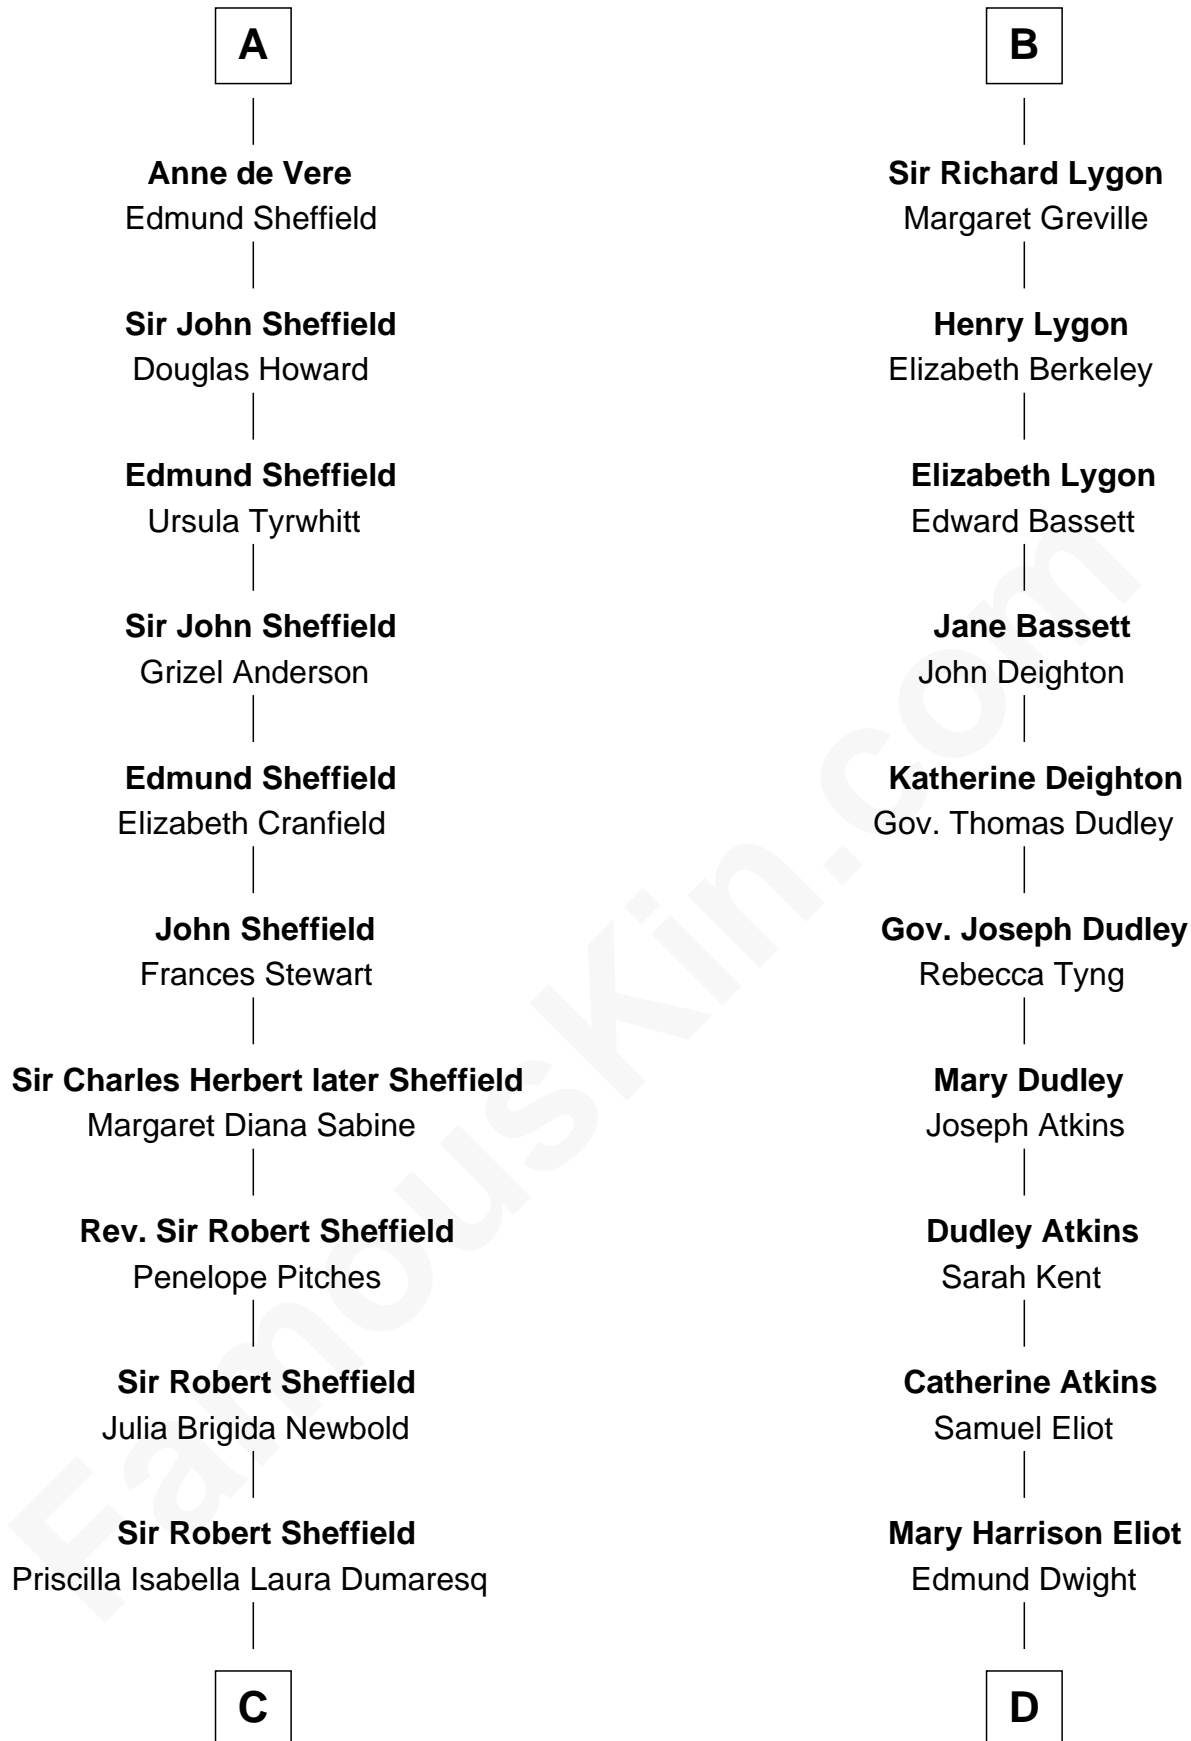 A
Anne de Vere
Edmund Sheffield
Sir John Sheffield
Douglas Howard
Edmund Sheffield
Ursula Tyrwhitt
Sir John Sheffield
Grizel Anderson
Edmund Sheffield
Elizabeth Cranfield
John Sheffield
Frances Stewart
Sir Charles Herbert later Sheffield
Margaret Diana Sabine
Rev. Sir Robert Sheffield
Penelope Pitches
Sir Robert Sheffield
Julia Brigida Newbold
Sir Robert Sheffield
Priscilla Isabella Laura Dumaresq
C
B
Sir Richard Lygon
Margaret Greville
Henry Lygon
Elizabeth Berkeley
Elizabeth Lygon
Edward Bassett
Jane Bassett
John Deighton
Katherine Deighton
Gov. Thomas Dudley
Gov. Joseph Dudley
Rebecca Tyng
Mary Dudley
Joseph Atkins
Dudley Atkins
Sarah Kent
Catherine Atkins
Samuel Eliot
Mary Harrison Eliot
Edmund Dwight
D
FamousKin.com